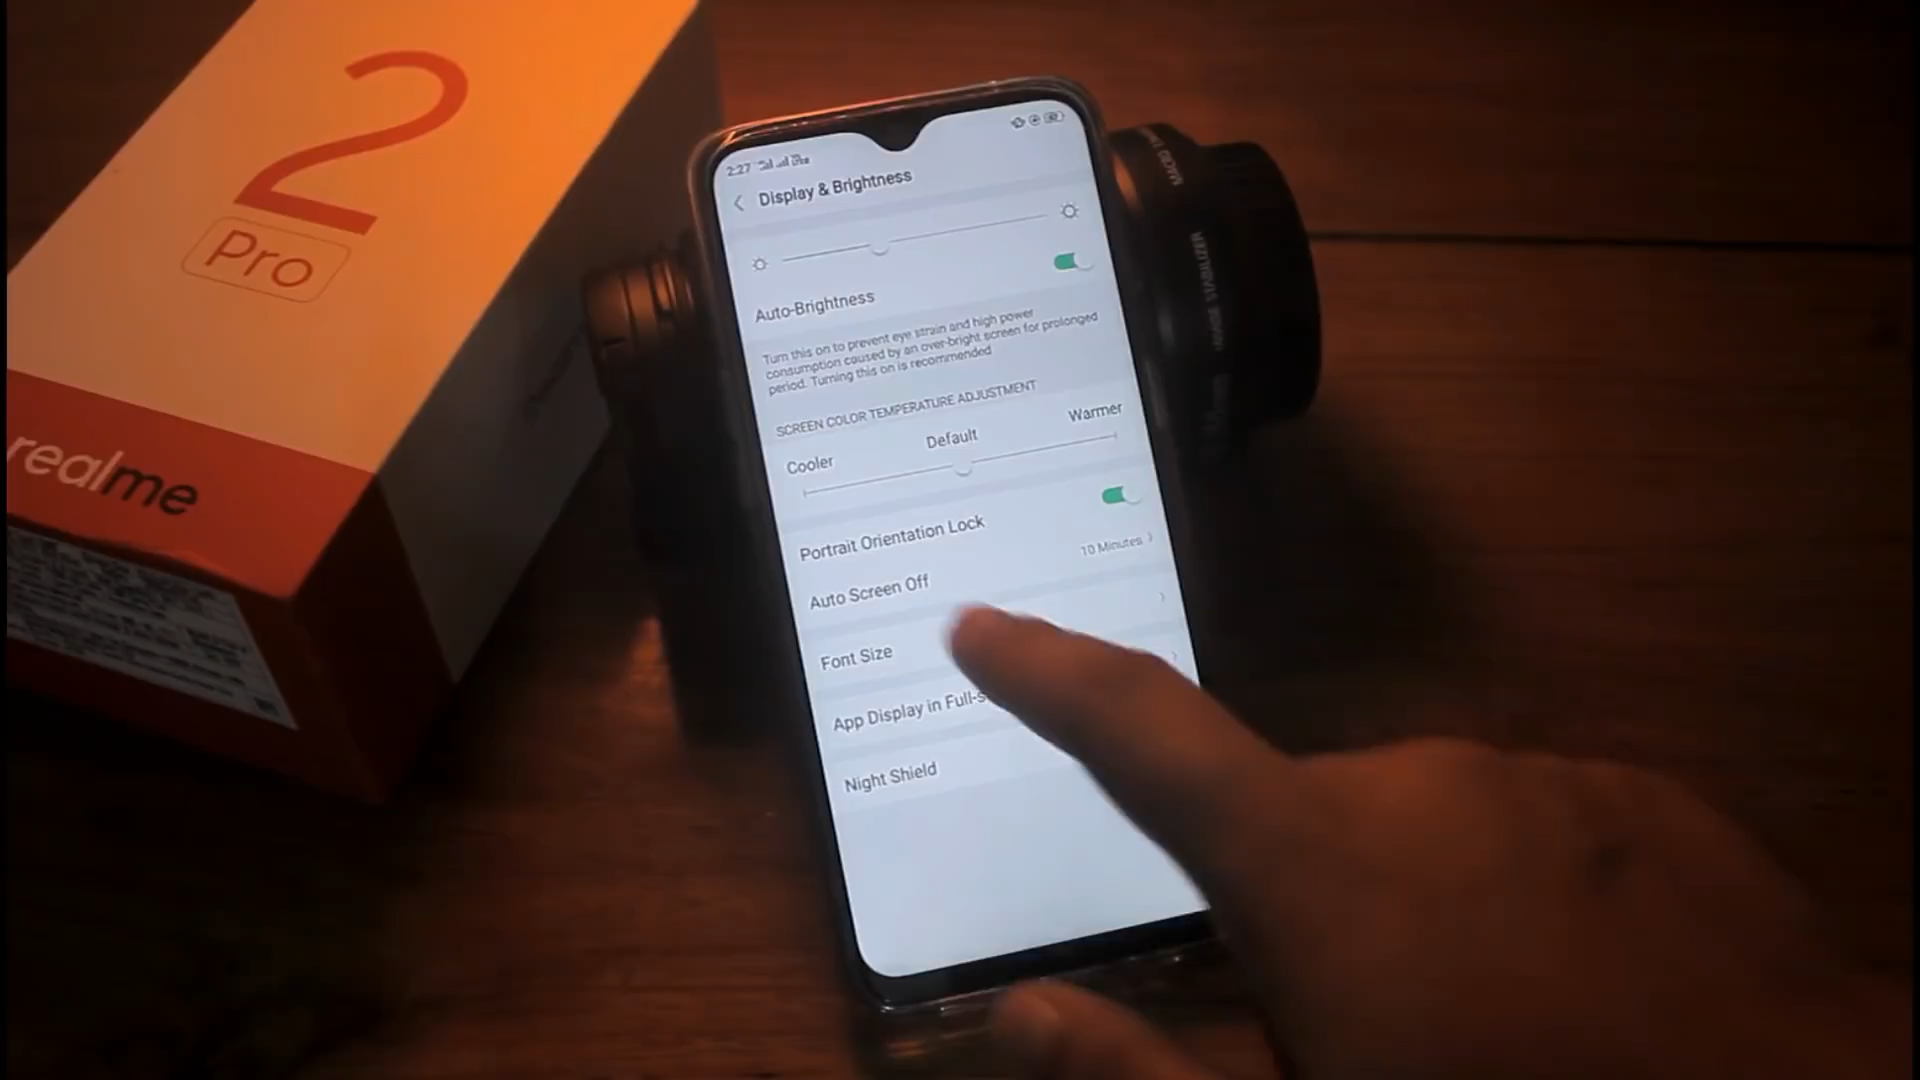 2
Pro
realme
2:27
Display & Brightness
Auto-Brightness
Turn this on to prevent eye strain and high power
consumption caused by an over-bright screen for prolonged
period. Turning this on is recommended
SCREEN COLOR TEMPERATURE ADJUSTMENT
Cooler Default Warmer
Portrait Orientation Lock
Auto Screen Off 10 Minutes
Font Size
App Display in Full-s
Night Shield
MACRO
IMAGE STABILIZER